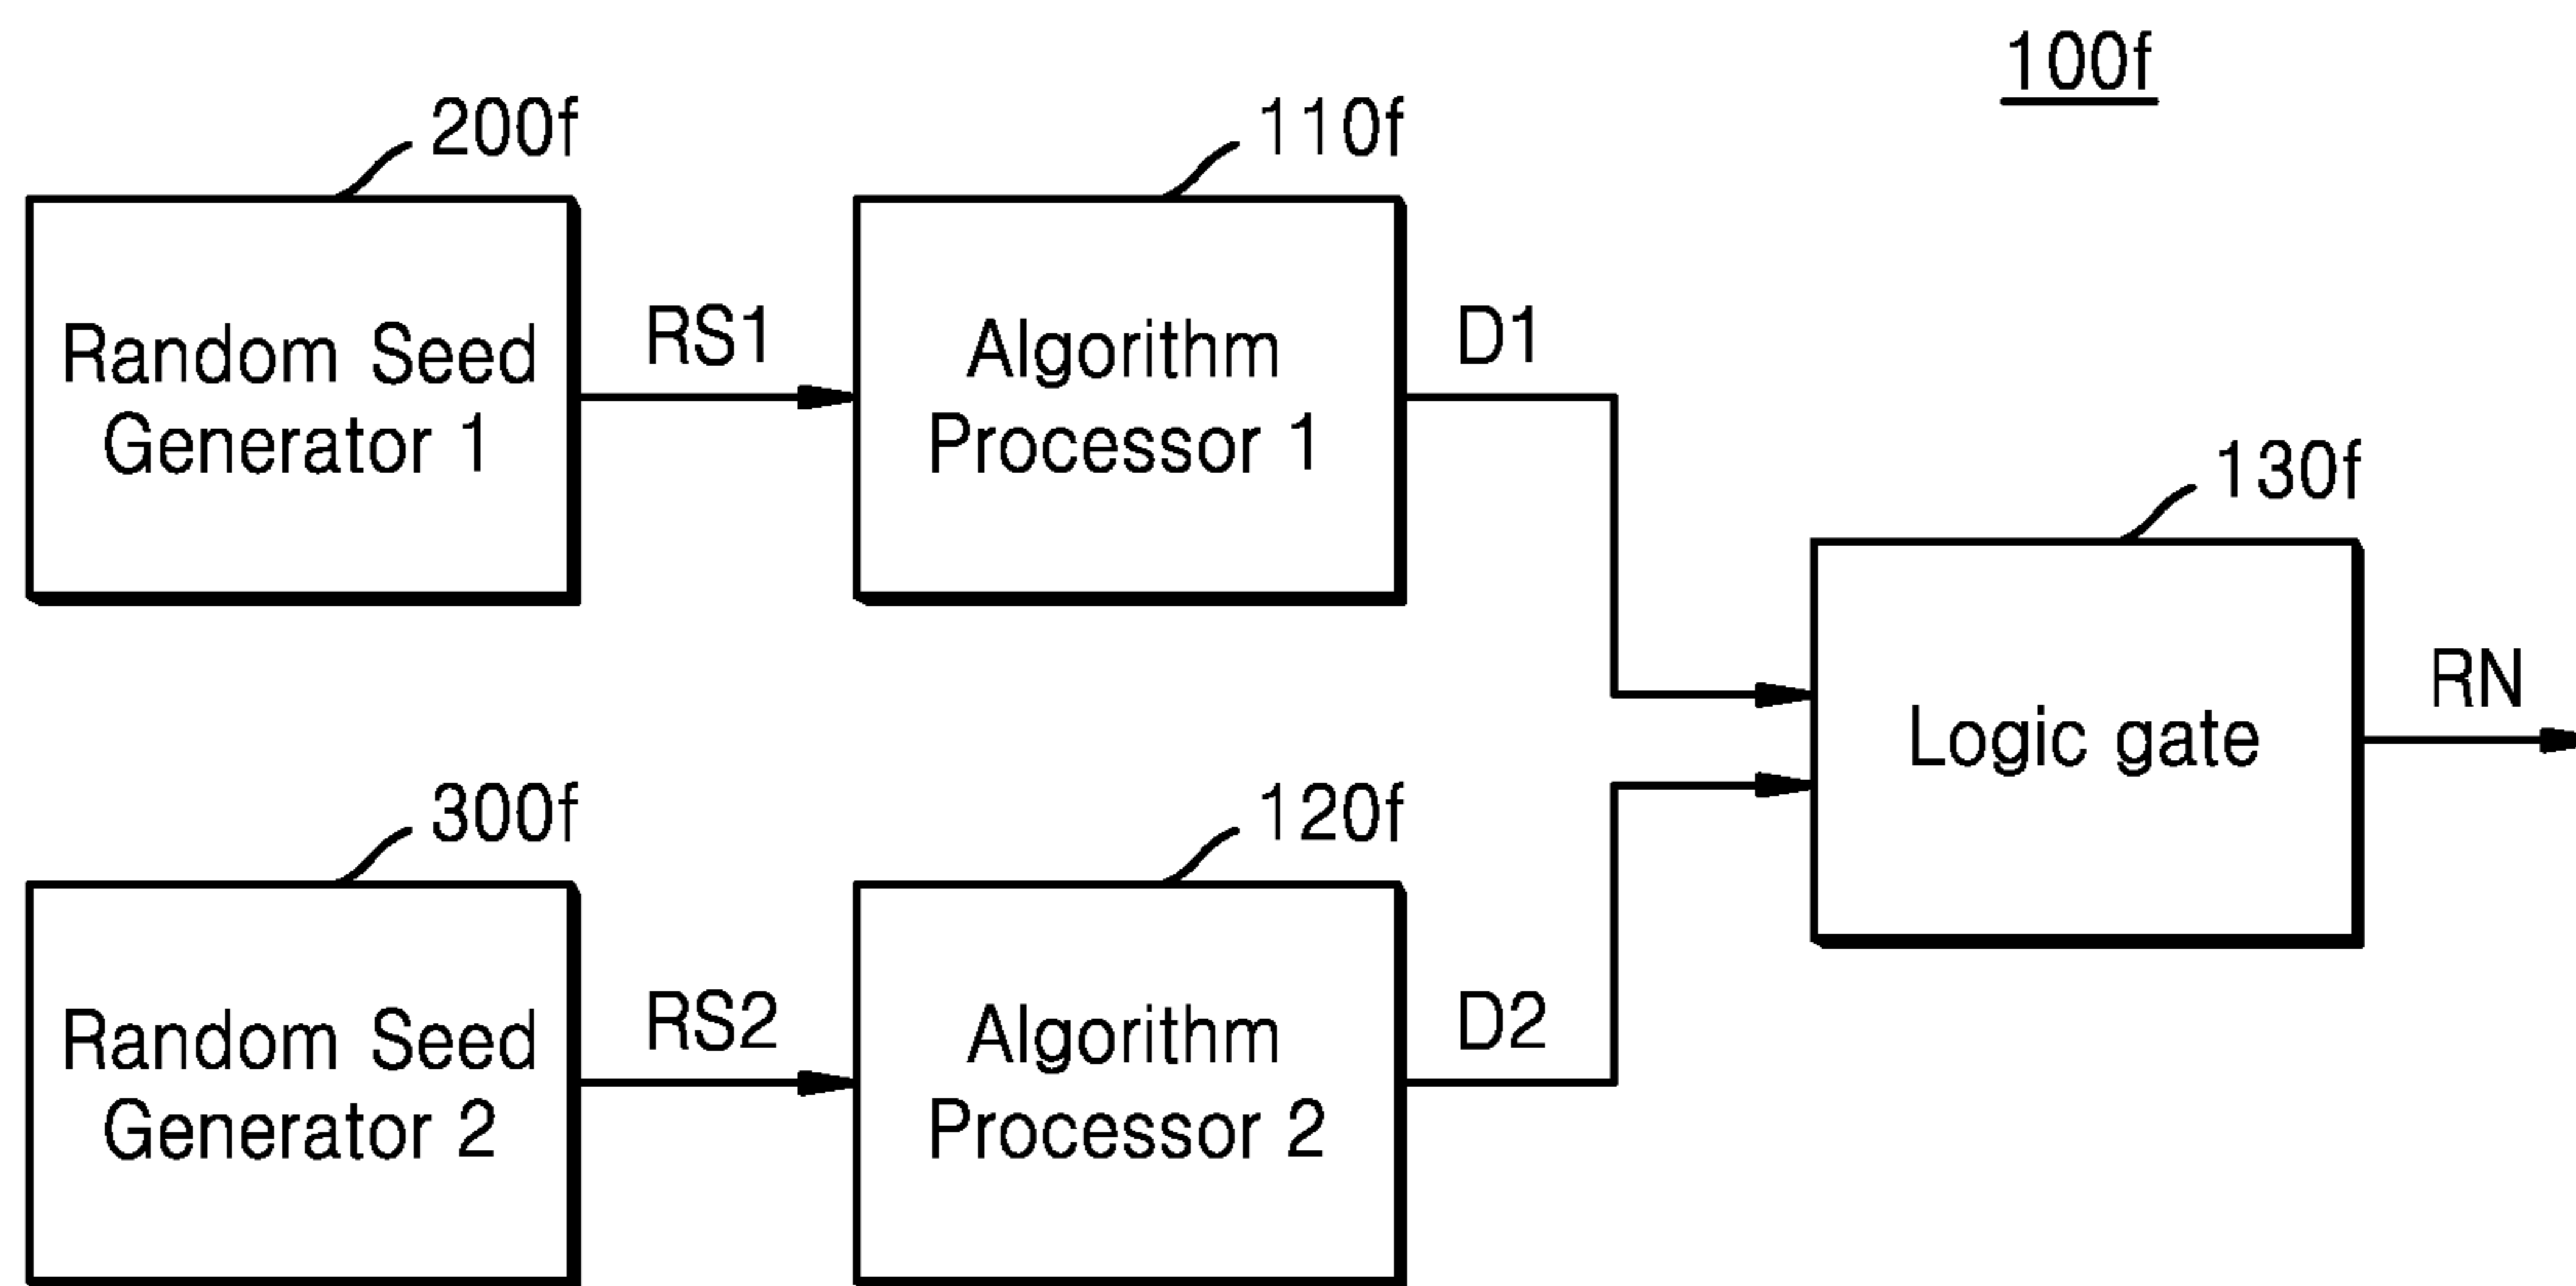 100f
200f
110f
Random Seed
Generator 1
RS1
Algorithm
Processor 1
D1
130f
Logic gate
RN
300f
120f
Random Seed
Generator 2
RS2
Algorithm
Processor 2
D2